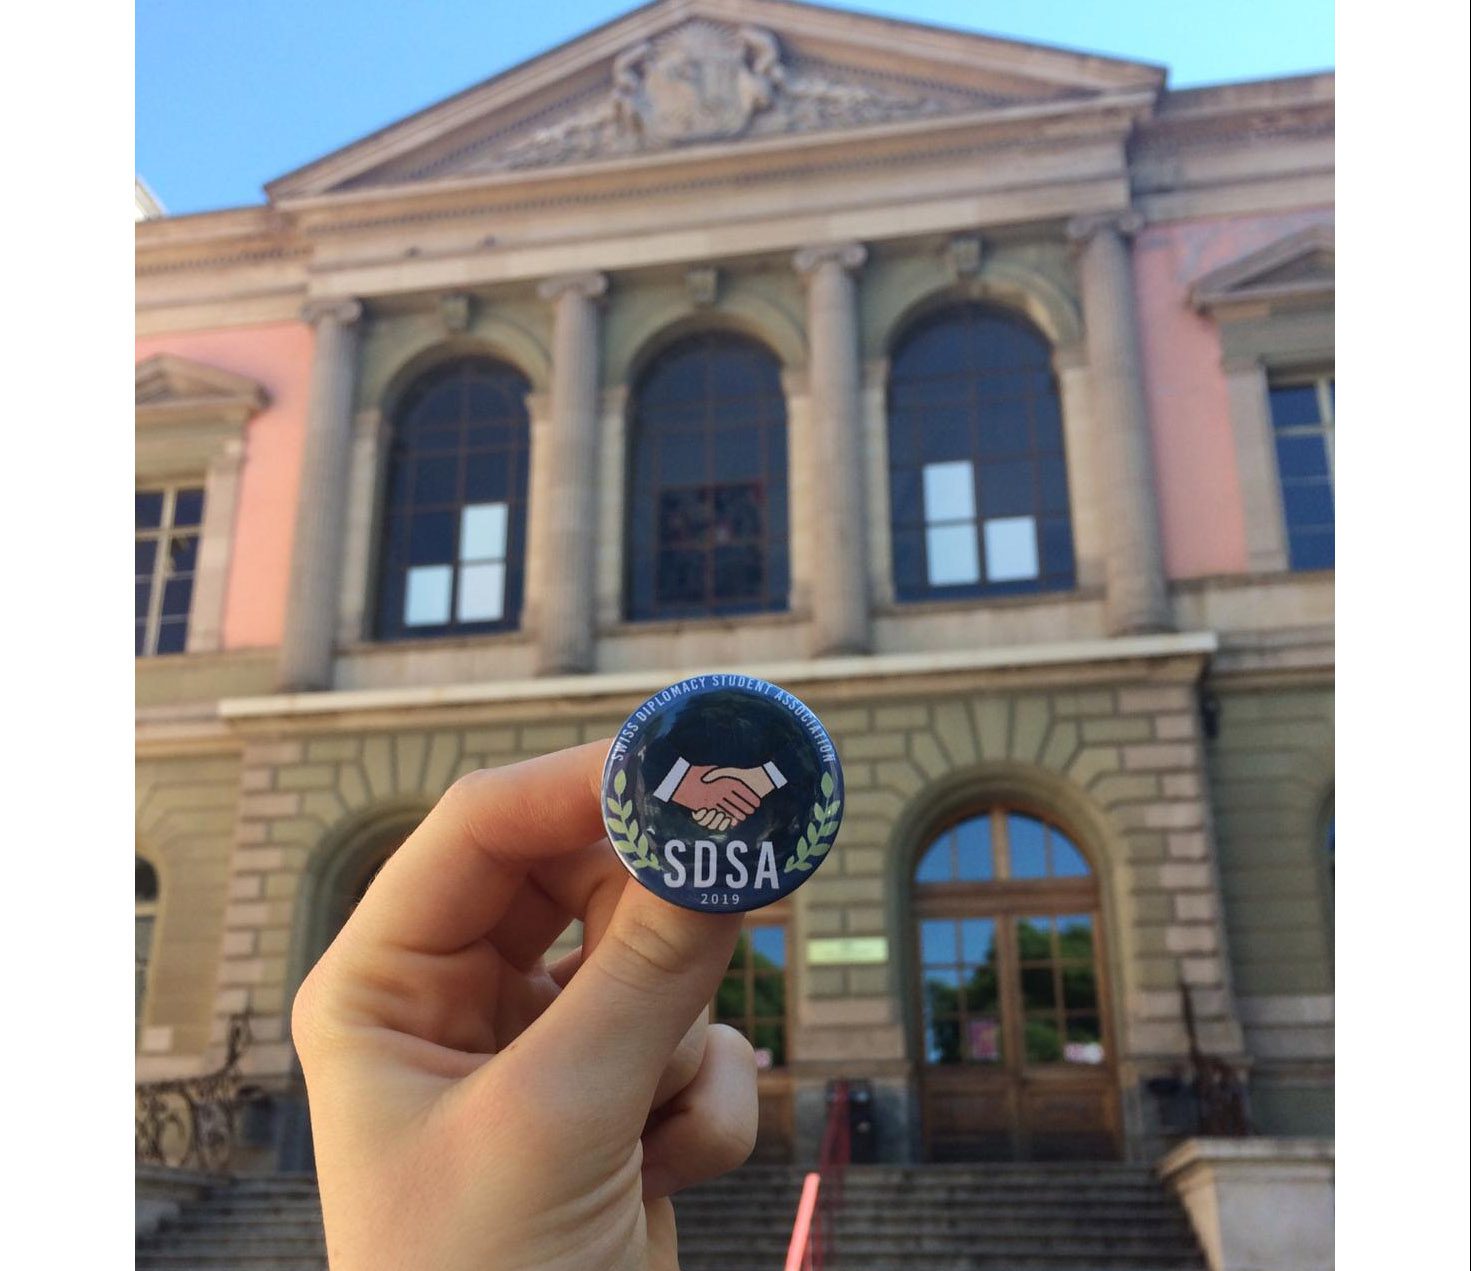 SWISS DIPLOMACY STUDENT ASSOCIATION
SDSA
2019